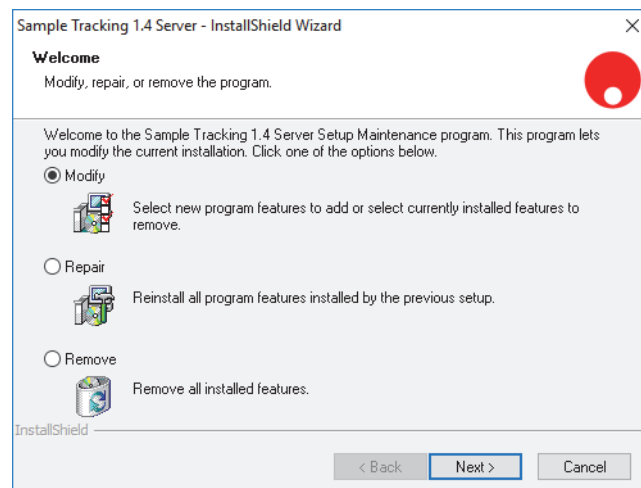 Sample Tracking 1.4 Server - InstallShield Wizard
Welcome
Modify, repair, or remove the program.
Welcome to the Sample Tracking 1.4 Server Setup Maintenance program. This program lets
you modify the current installation. Click one of the options below.
Modify
Select new program features to add or select currently installed features to
remove.
Repair
Reinstall all program features installed by the previous setup.
Remove
Remove all installed features.
InstallShield
< Back
Next >
Cancel